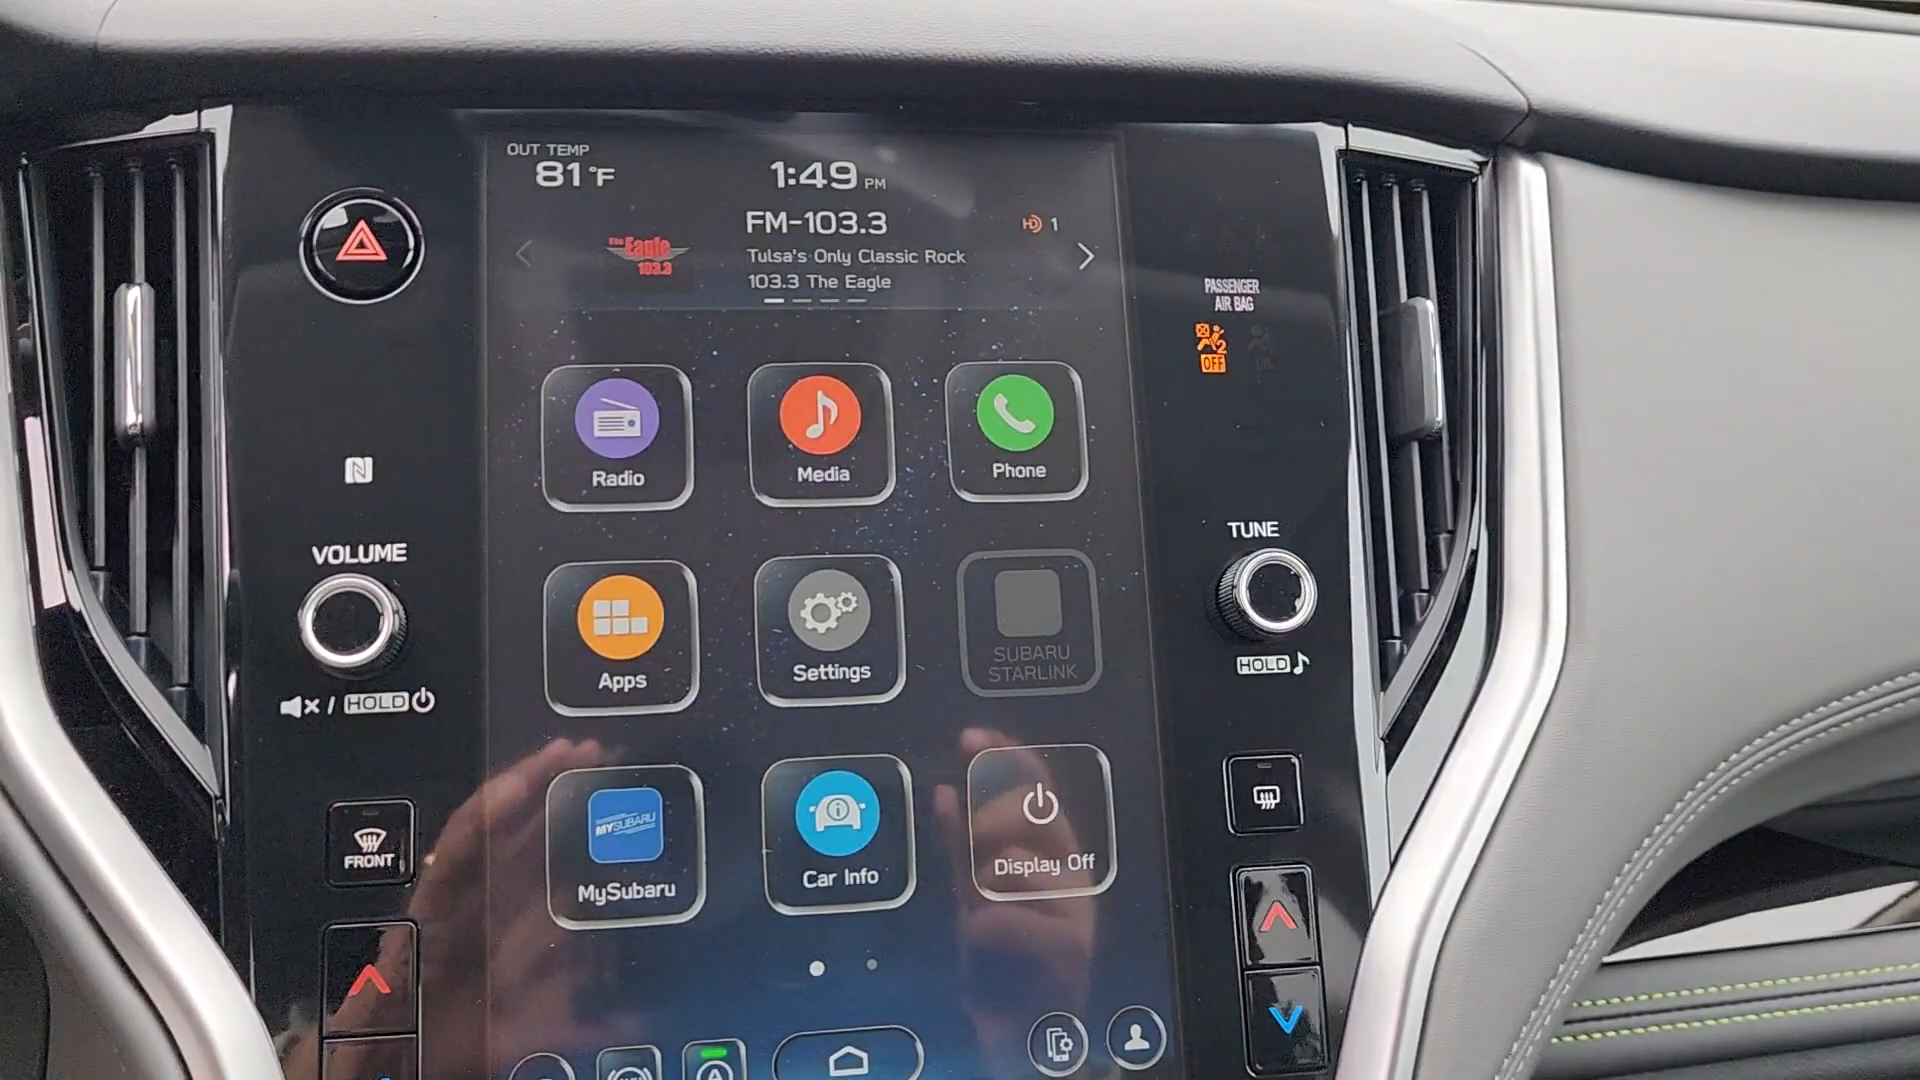 OUT TEMP
81°F
1:49 PM
FM-103.3
HD 1
The Eagle
103.3
Tulsa's Only Classic Rock
103.3 The Eagle
PASSENGER
AIR BAG
2
OFF
Radio
Media
Phone
N
VOLUME
TUNE
Apps
Settings
SUBARU
STARLINK
HOLD
/ HOLD
MYSUBARU
MySubaru
Car Info
Display Off
FRONT
A